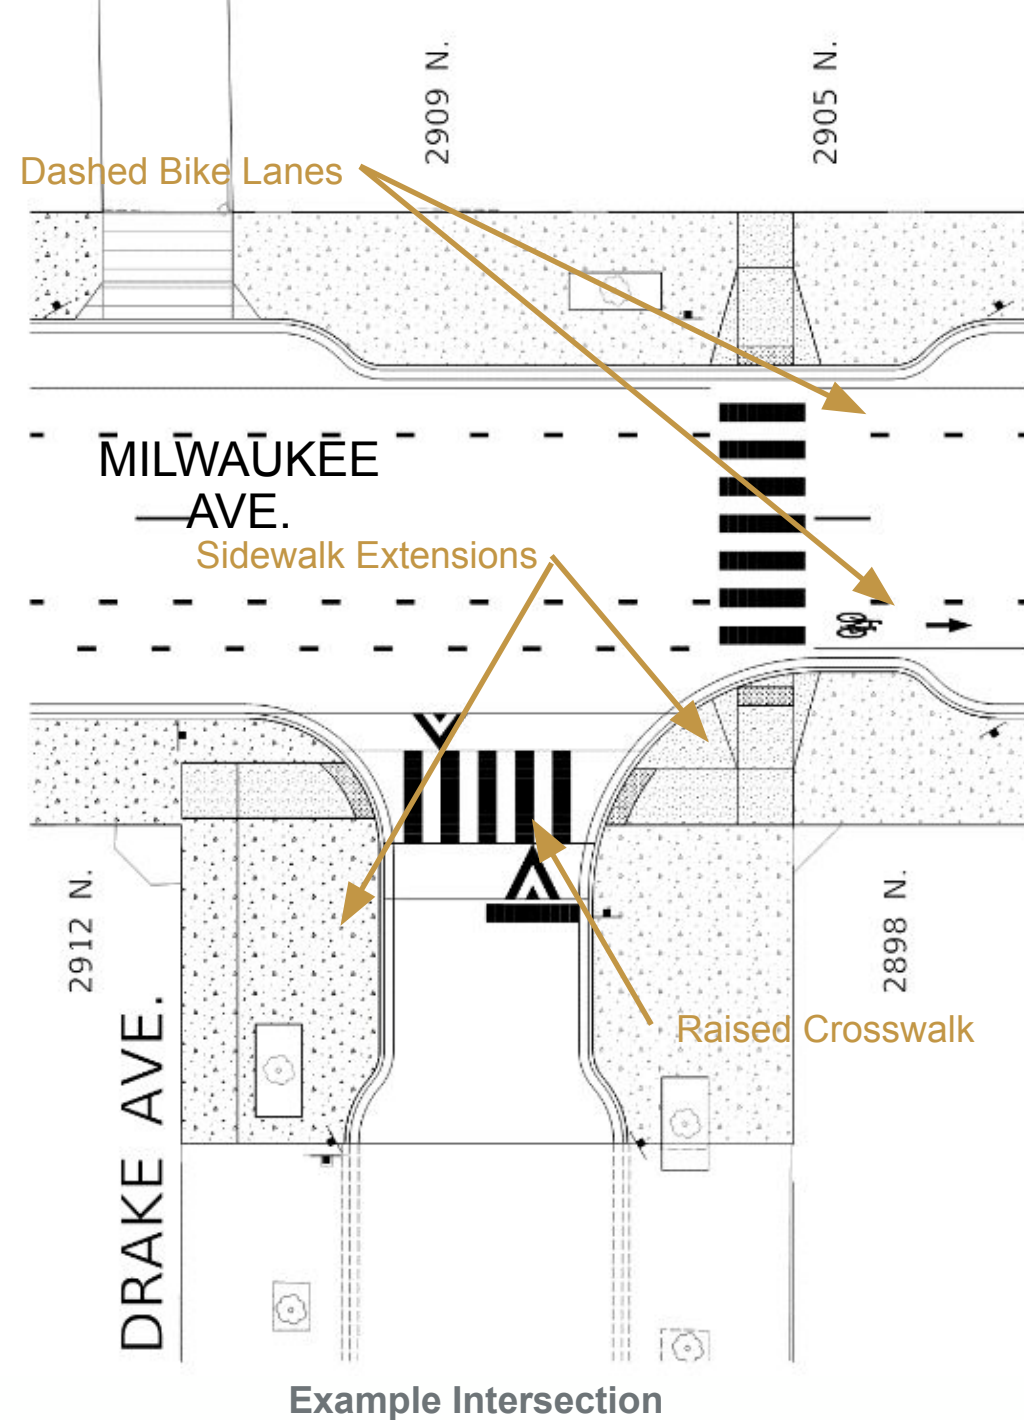 2909 N.
2905 N.
Dashed Bike Lanes
MILWAUKEE
AVE.
Sidewalk Extensions
2912 N.
2898 N.
DRAKE AVE.
Raised Crosswalk
Example Intersection